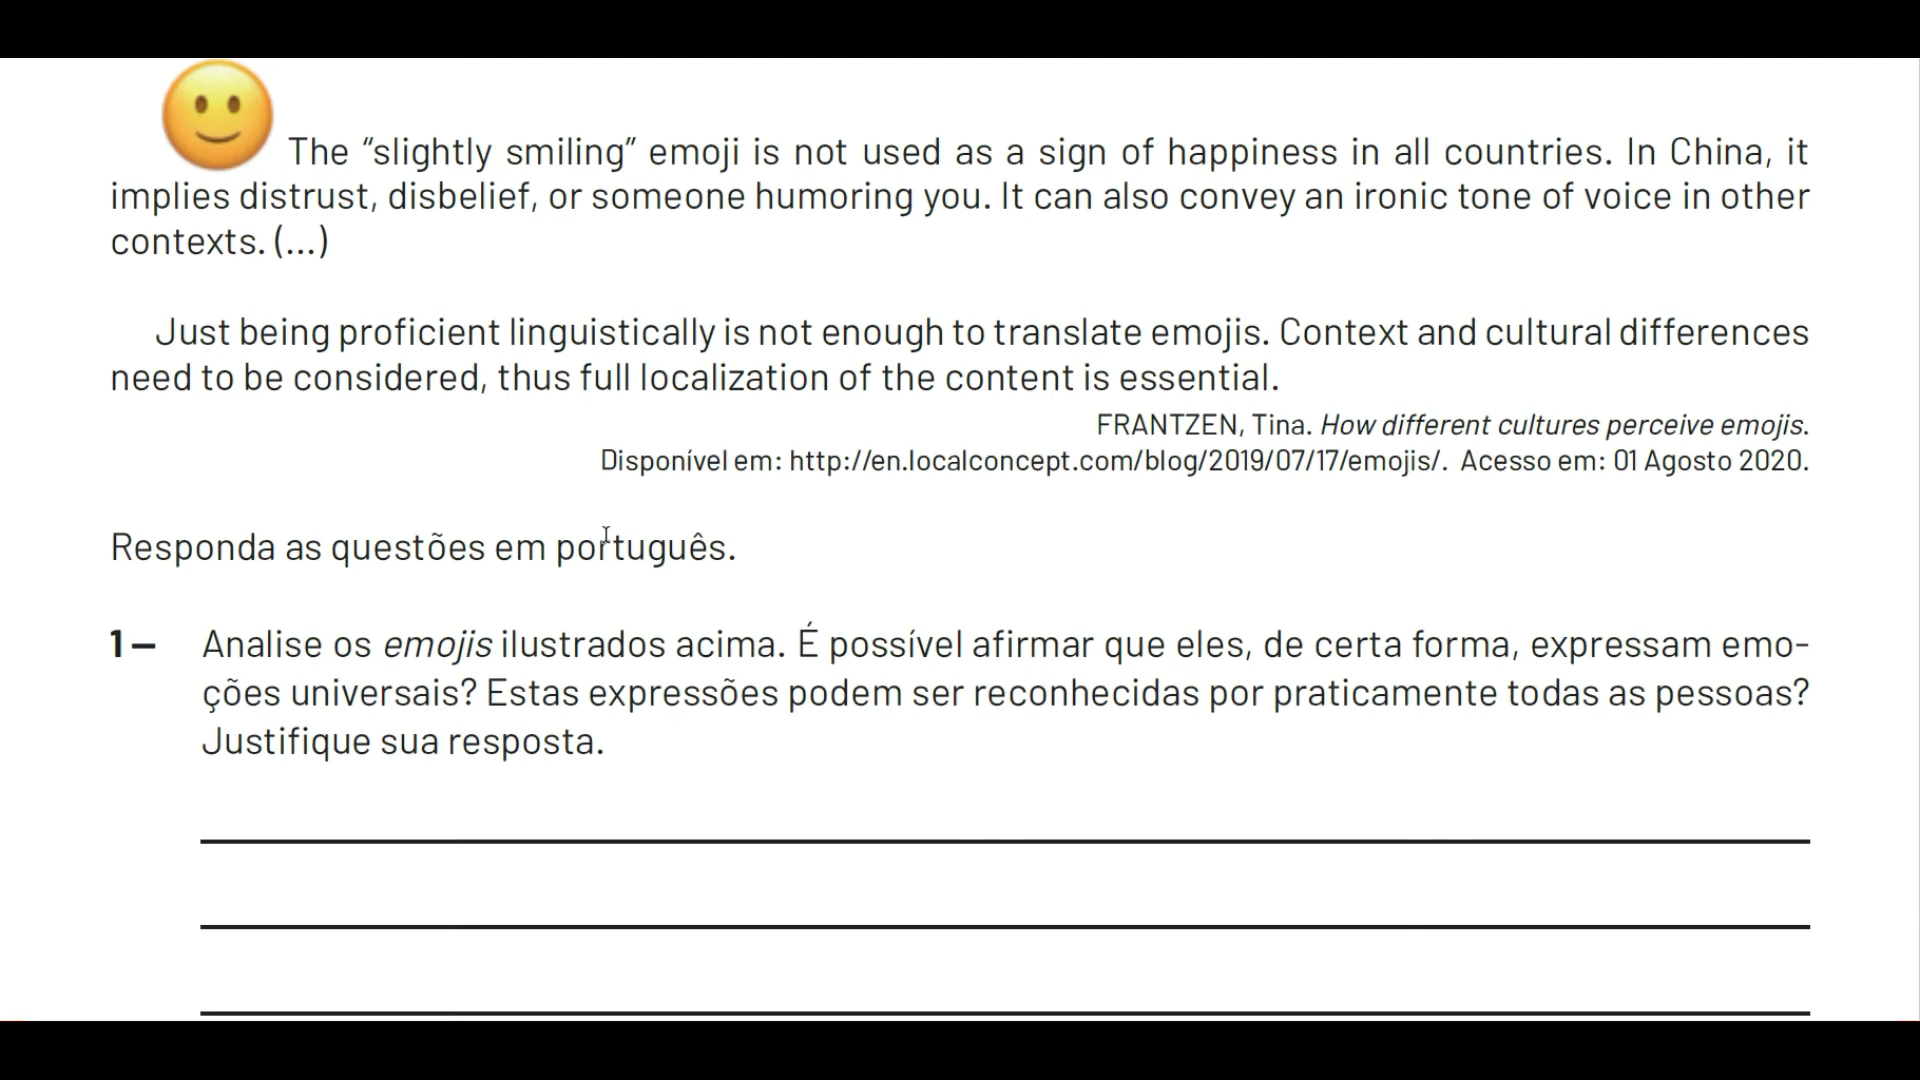 The “slightly smiling” emoji is not used as a sign of happiness in all countries. In China, it
implies distrust, disbelief, or someone humoring you. It can also convey an ironic tone of voice in other
contexts. (...)
Just being proficient linguistically is not enough to translate emojis. Context and cultural differences
need to be considered, thus full localization of the content is essential.
FRANTZEN, Tina. How different cultures perceive emojis.
Disponível em: http://en.localconcept.com/blog/2019/07/17/emojis/. Acesso em: 01 Agosto 2020.
Responda as questões em português.
1 – Analise os emojis ilustrados acima. É possível afirmar que eles, de certa forma, expressam emo-
ções universais? Estas expressões podem ser reconhecidas por praticamente todas as pessoas?
Justifique sua resposta.